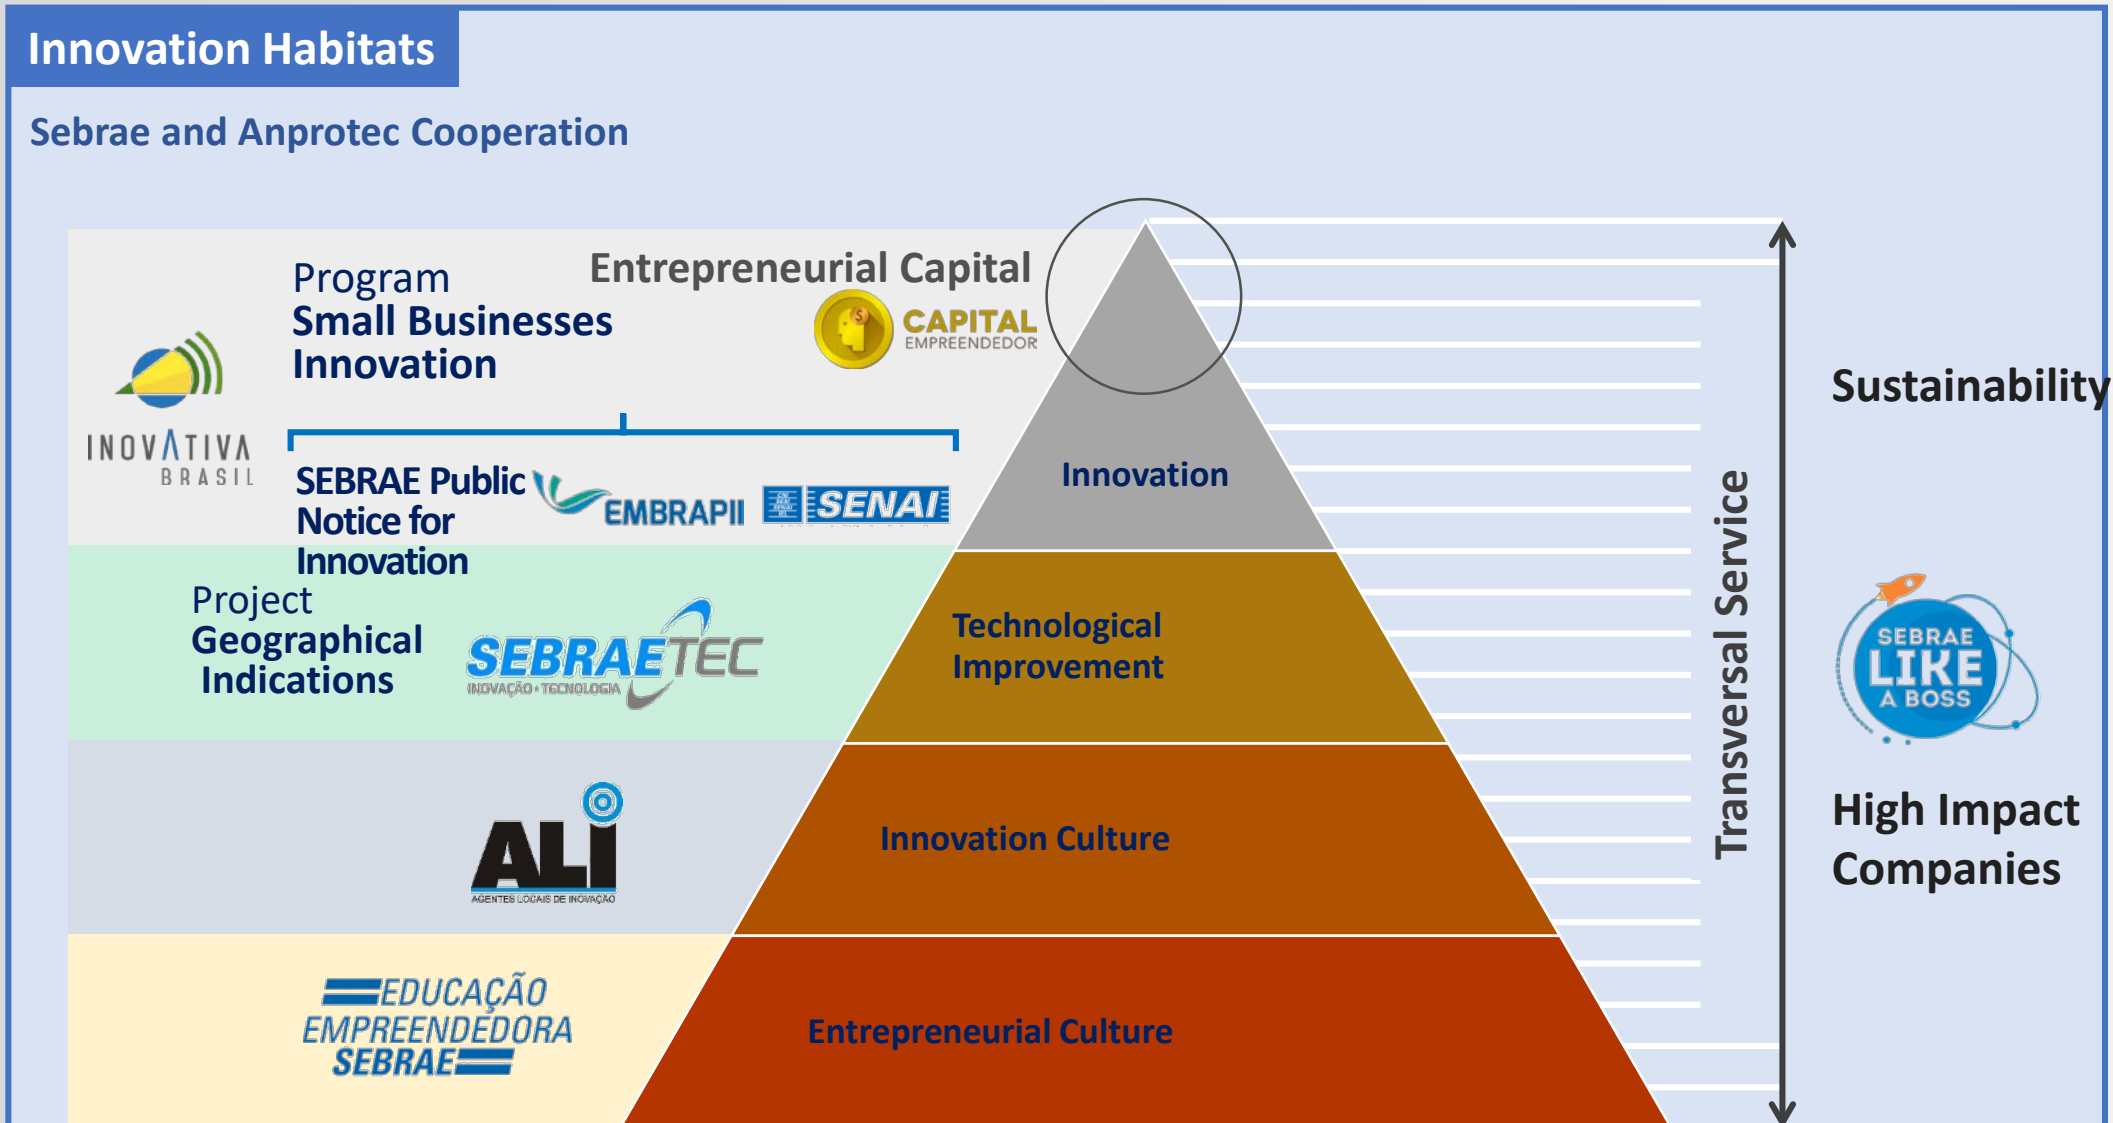 Innovation Habitats
Sebrae and Anprotec Cooperation
Program
Small Businesses
Innovation
Entrepreneurial Capital
CAPITAL
EMPREENDEDOR
INOVATIVA
BRASIL
SEBRAE Public
Notice for
Innovation
EMBRAPII
SENAI
Innovation
Project
Geographical
Indications
SEBRAETEC
INOVAÇÃO • TECNOLOGIA
Technological
Improvement
ALI
AGENTES LOCAIS DE INOVAÇÃO
Innovation Culture
EDUCAÇÃO
EMPREENDEDORA
SEBRAE
Entrepreneurial Culture
Transversal Service
Sustainability
SEBRAE
LIKE
A BOSS
High Impact
Companies